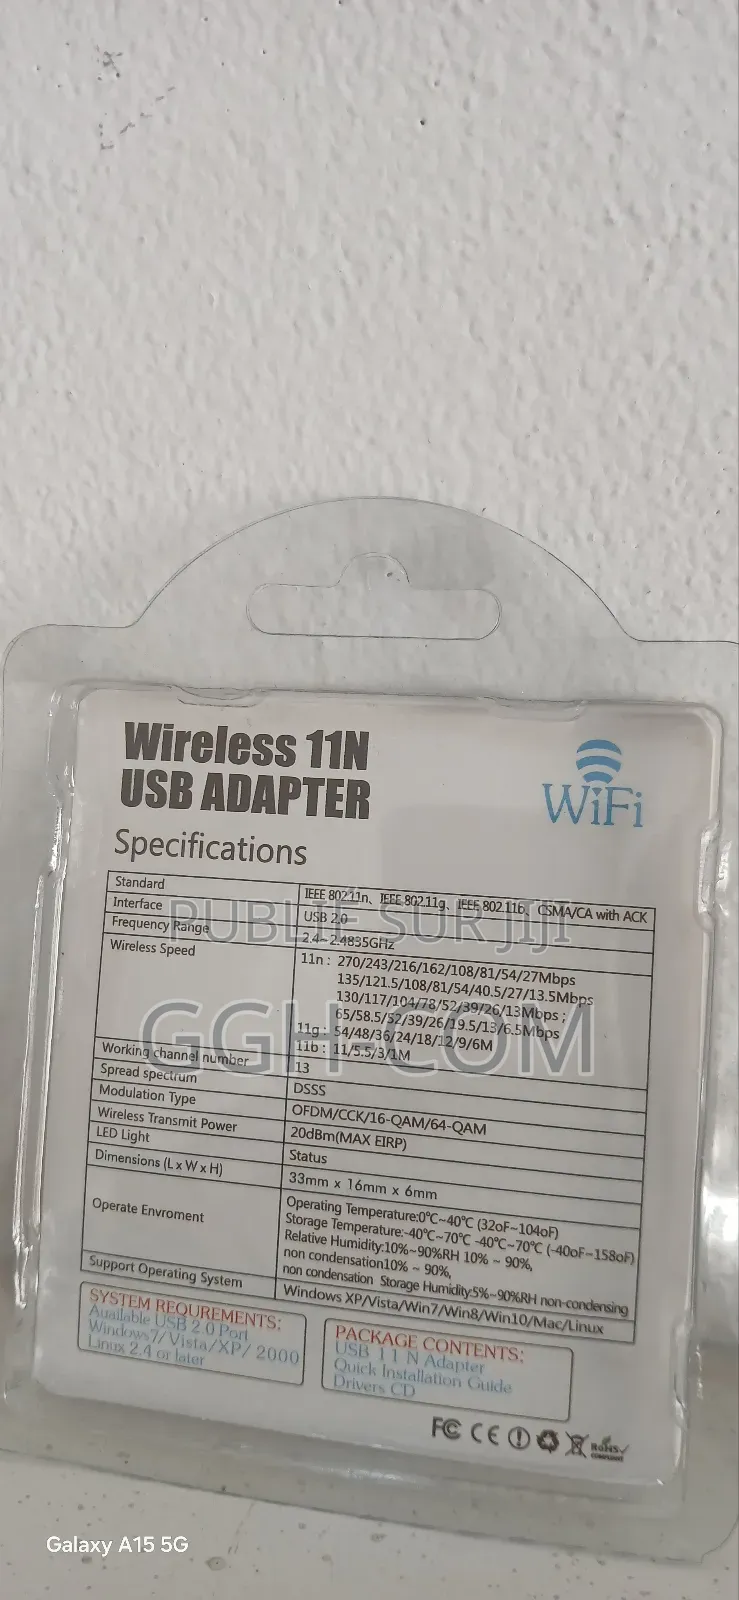 Wireless 11N
USB ADAPTER
WiFi
Specifications
Standard IEEE 802.11n、IEEE 802.11g、IEEE 802.11b、CSMA/CA with ACK
Interface USB 2.0
Frequency Range 2.4~2.4835GHz
Wireless Speed 11n : 270/243/216/162/108/81/54/27Mbps
135/121.5/108/81/54/40.5/27/13.5Mbps
130/117/104/78/52/39/26/13Mbps ;
65/58.5/52/39/26/19.5/13/6.5Mbps
11g : 54/48/36/24/18/12/9/6M
11b : 11/5.5/3/1M
Working channel number 13
Spread spectrum DSSS
Modulation Type OFDM/CCK/16-QAM/64-QAM
Wireless Transmit Power 20dBm(MAX EIRP)
LED Light Status
Dimensions (L x W x H) 33mm x 16mm x 6mm
Operate Enviroment Operating Temperature:0℃~40℃ (32oF~104oF)
Storage Temperature:-40℃~70℃ -40℃~70℃ (-40oF~158oF)
Relative Humidity:10%~90%RH 10% ~ 90%,
non condensation10% ~ 90%,
non condensation Storage Humidity:5%~90%RH non-condensing
Support Operating System Windows XP/Vista/Win7/Win8/Win10/Mac/Linux
SYSTEM REQUREMENTS:
Auailable USB 2.0 Port
Windows7/Vista/XP/ 2000
Linux 2.4 or later
PACKAGE CONTENTS:
USB 1 1 N Adapter
Quick Installation Guide
Drivers CD
FC CE RoHS
COMPLIANT
PUBLIÉ SUR JIJI
GGH-COM
Galaxy A15 5G